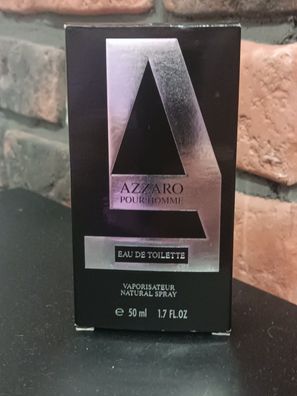 AZZARO
POUR HOMME
EAU DE TOILETTE
VAPORISATEUR
NATURAL SPRAY
℮ 50 ml 1.7 FL.OZ